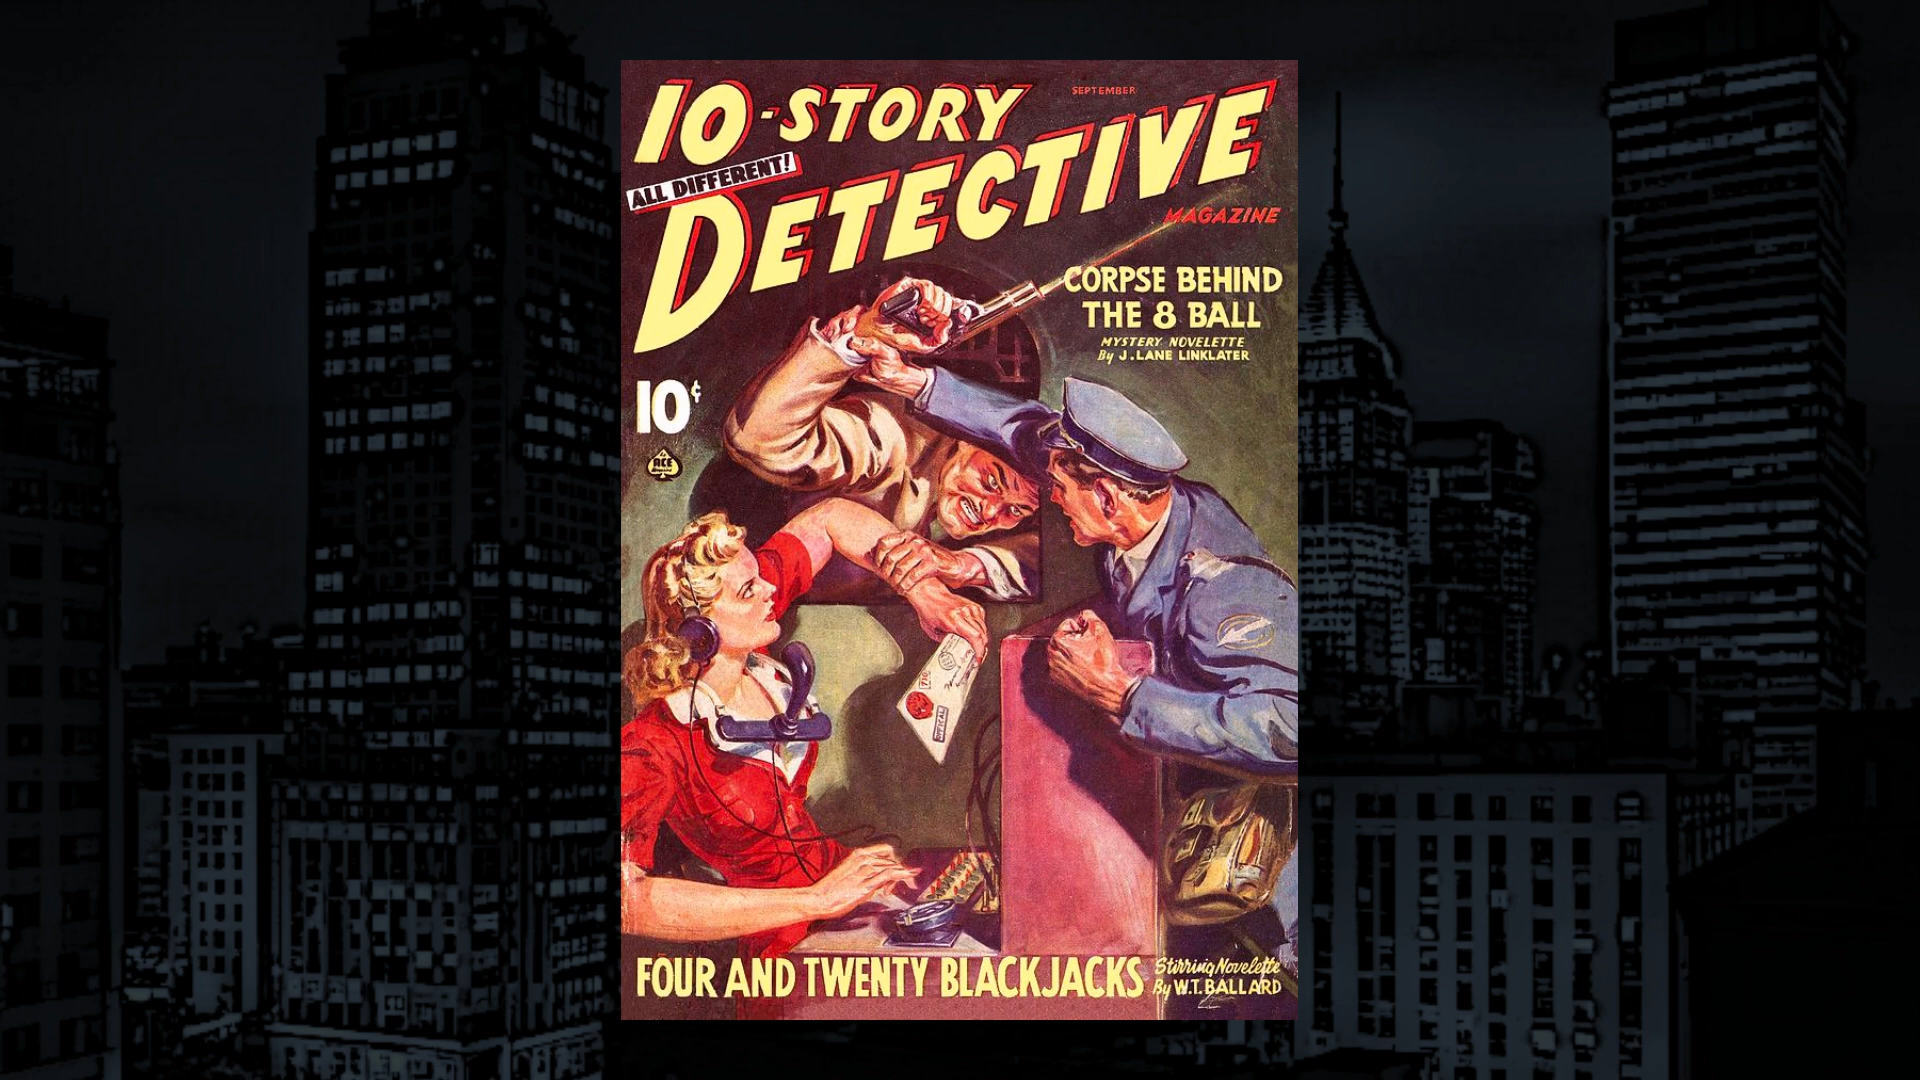 10-STORY
SEPTEMBER
ALL DIFFERENT!
DETECTIVE
MAGAZINE
CORPSE BEHIND
THE 8 BALL
MYSTERY NOVELETTE
By J. LANE LINKLATER
10¢
ACE
FOUR AND TWENTY BLACKJACKS
Stirring Novelette
By W.T. BALLARD